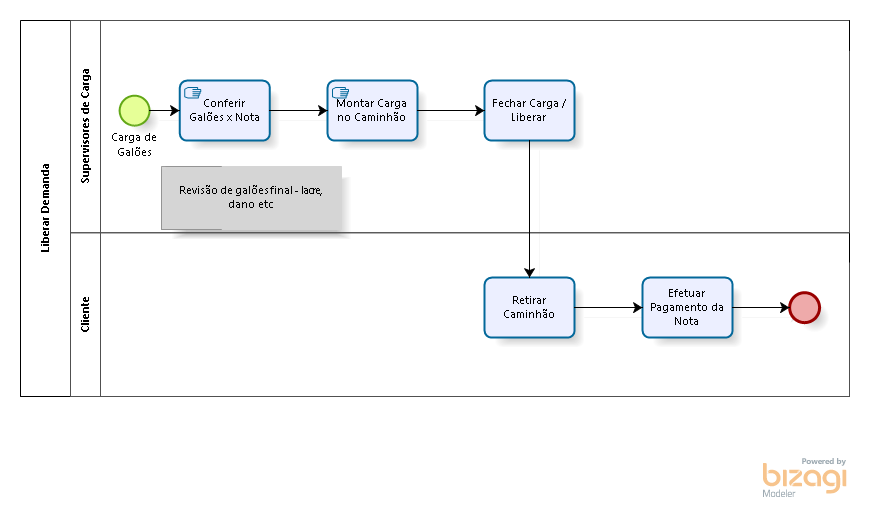 Liberar Demanda
Supervisores de Carga
Carga de
Galões
Conferir
Galões x Nota
Montar Carga
no Caminhão
Fechar Carga /
Liberar
Revisão de galões final - lacre,
dano etc
Cliente
Retirar
Caminhão
Efetuar
Pagamento da
Nota
Powered by
bizagi
Modeler